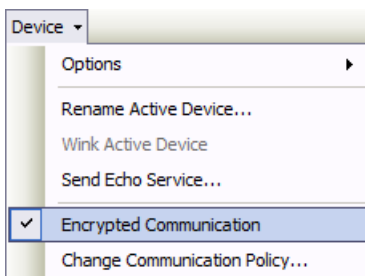 Device
Options
Rename Active Device...
Wink Active Device
Send Echo Service...
Encrypted Communication
Change Communication Policy...